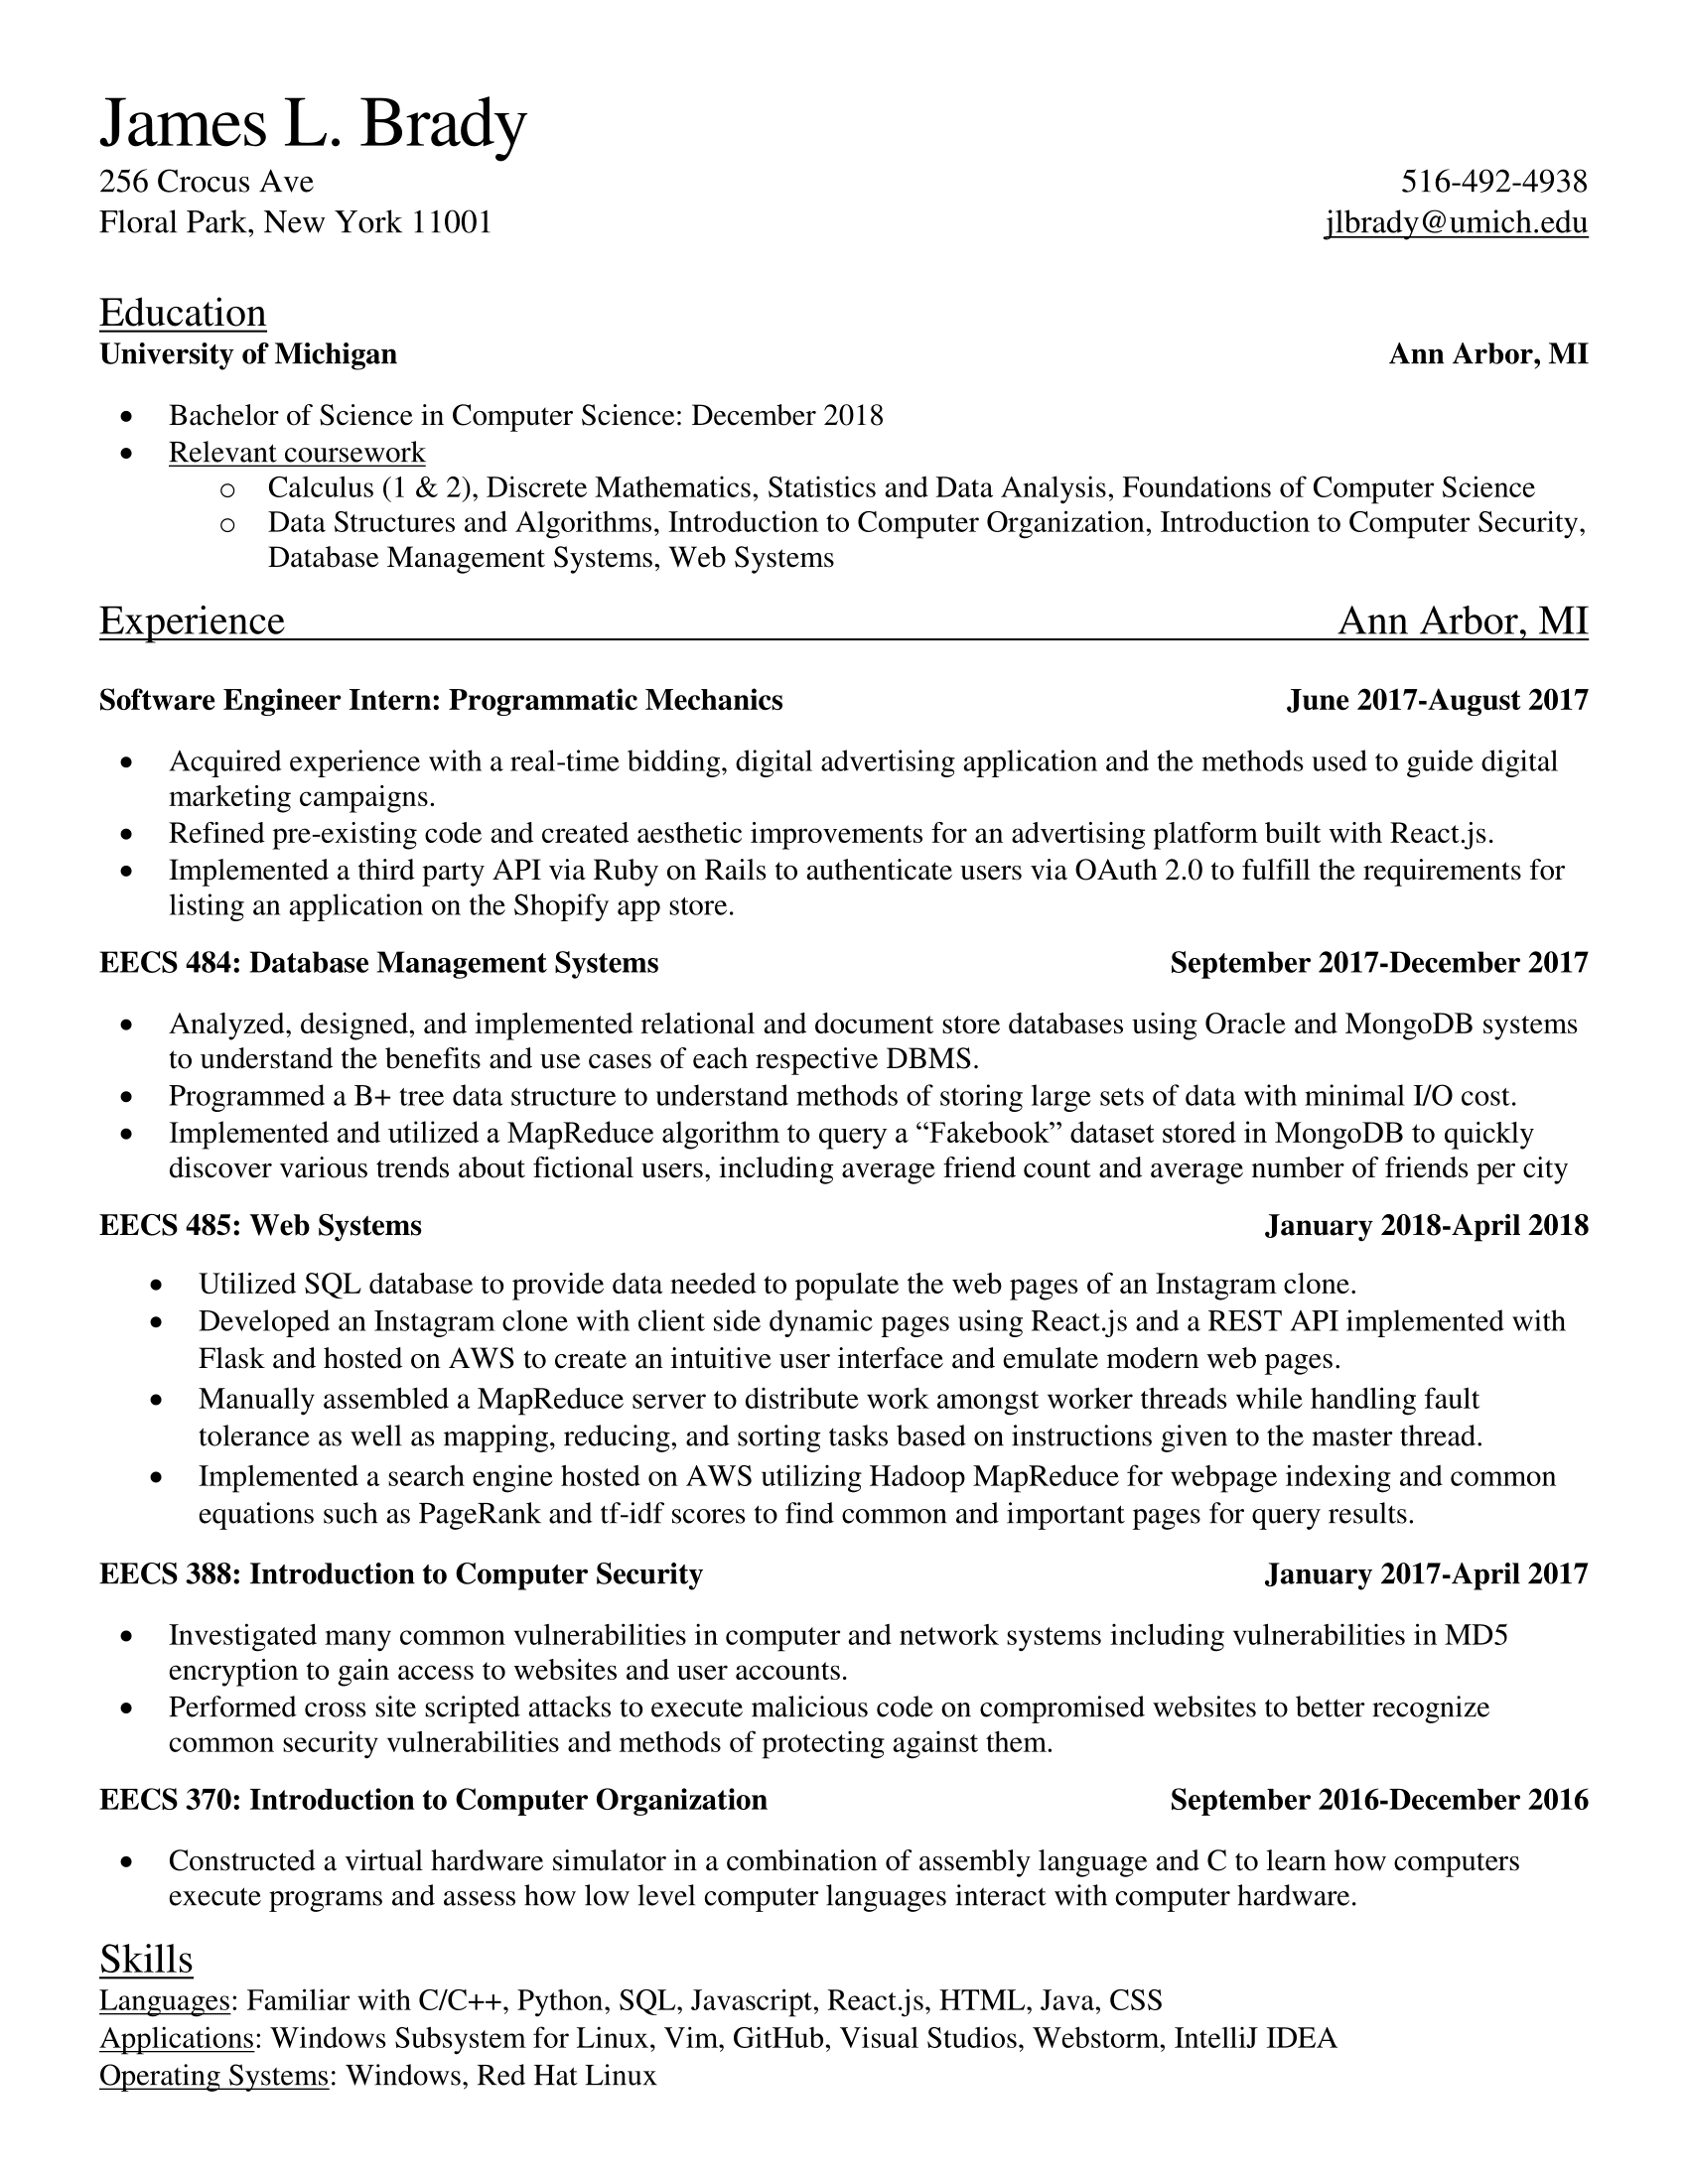 James L. Brady
256 Crocus Ave 516-492-4938
Floral Park, New York 11001 jlbrady@umich.edu
Education
University of Michigan Ann Arbor, MI
• Bachelor of Science in Computer Science: December 2018
• Relevant coursework
o Calculus (1 & 2), Discrete Mathematics, Statistics and Data Analysis, Foundations of Computer Science
o Data Structures and Algorithms, Introduction to Computer Organization, Introduction to Computer Security,
Database Management Systems, Web Systems
Experience Ann Arbor, MI
Software Engineer Intern: Programmatic Mechanics June 2017-August 2017
• Acquired experience with a real-time bidding, digital advertising application and the methods used to guide digital
marketing campaigns.
• Refined pre-existing code and created aesthetic improvements for an advertising platform built with React.js.
• Implemented a third party API via Ruby on Rails to authenticate users via OAuth 2.0 to fulfill the requirements for
listing an application on the Shopify app store.
EECS 484: Database Management Systems September 2017-December 2017
• Analyzed, designed, and implemented relational and document store databases using Oracle and MongoDB systems
to understand the benefits and use cases of each respective DBMS.
• Programmed a B+ tree data structure to understand methods of storing large sets of data with minimal I/O cost.
• Implemented and utilized a MapReduce algorithm to query a “Fakebook” dataset stored in MongoDB to quickly
discover various trends about fictional users, including average friend count and average number of friends per city
EECS 485: Web Systems January 2018-April 2018
• Utilized SQL database to provide data needed to populate the web pages of an Instagram clone.
• Developed an Instagram clone with client side dynamic pages using React.js and a REST API implemented with
Flask and hosted on AWS to create an intuitive user interface and emulate modern web pages.
• Manually assembled a MapReduce server to distribute work amongst worker threads while handling fault
tolerance as well as mapping, reducing, and sorting tasks based on instructions given to the master thread.
• Implemented a search engine hosted on AWS utilizing Hadoop MapReduce for webpage indexing and common
equations such as PageRank and tf-idf scores to find common and important pages for query results.
EECS 388: Introduction to Computer Security January 2017-April 2017
• Investigated many common vulnerabilities in computer and network systems including vulnerabilities in MD5
encryption to gain access to websites and user accounts.
• Performed cross site scripted attacks to execute malicious code on compromised websites to better recognize
common security vulnerabilities and methods of protecting against them.
EECS 370: Introduction to Computer Organization September 2016-December 2016
• Constructed a virtual hardware simulator in a combination of assembly language and C to learn how computers
execute programs and assess how low level computer languages interact with computer hardware.
Skills
Languages: Familiar with C/C++, Python, SQL, Javascript, React.js, HTML, Java, CSS
Applications: Windows Subsystem for Linux, Vim, GitHub, Visual Studios, Webstorm, IntelliJ IDEA
Operating Systems: Windows, Red Hat Linux